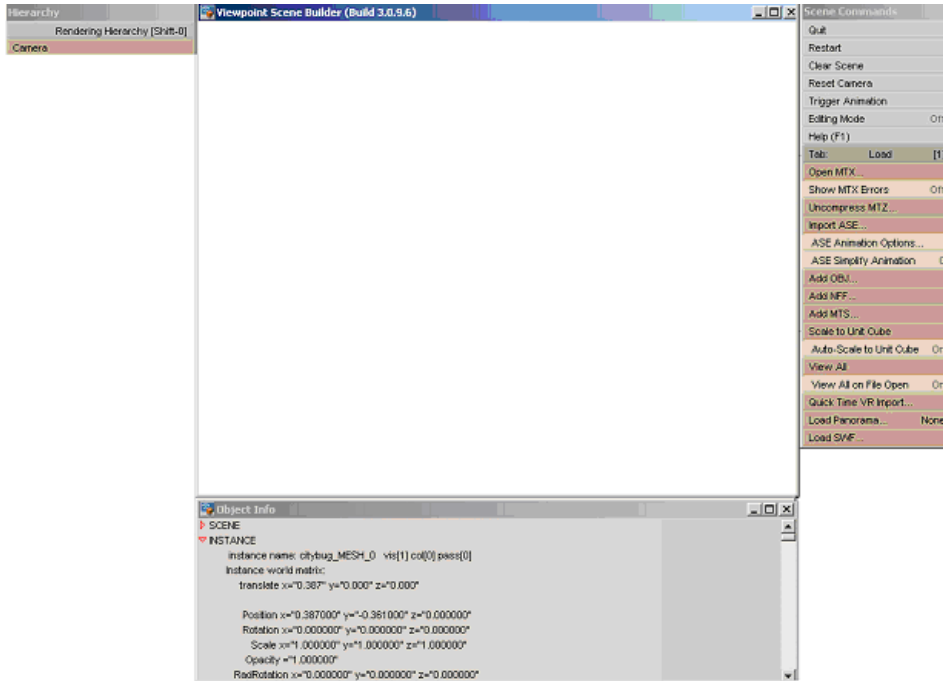 Hierarchy
Rendering Hierarchy [Shift-0]
Camera
Viewpoint Scene Builder (Build 3.0.9.6)
Scene Commands
Quit
Restart
Clear Scene
Reset Camera
Trigger Animation
Editing Mode
Help (F1)
Tab: Load
Open MTX...
Show MTX Errors
Uncompress MTZ...
Import ASE...
ASE Animation Options...
ASE Simplify Animation
Add OBJ...
Add NFF...
Add MTS...
Scale to Unit Cube
Auto-Scale to Unit Cube
View All
View All on File Open
Quick Time VR Import...
Load Panorama... None
Load SWF...
Object Info
SCENE
INSTANCE
instance name: citybug_MESH_0 vis[1] col[0] pass[0]
Instance world matrix:
translate x="0.387" y="0.000" z="0.000"
Position x="0.387000" y="-0.361000" z="0.000000"
Rotation x="0.000000" y="0.000000" z="0.000000"
Scale x="1.000000" y="1.000000" z="1.000000"
Opacity ="1.000000"
RadRotation x="0.000000" y="0.000000" z="0.000000"